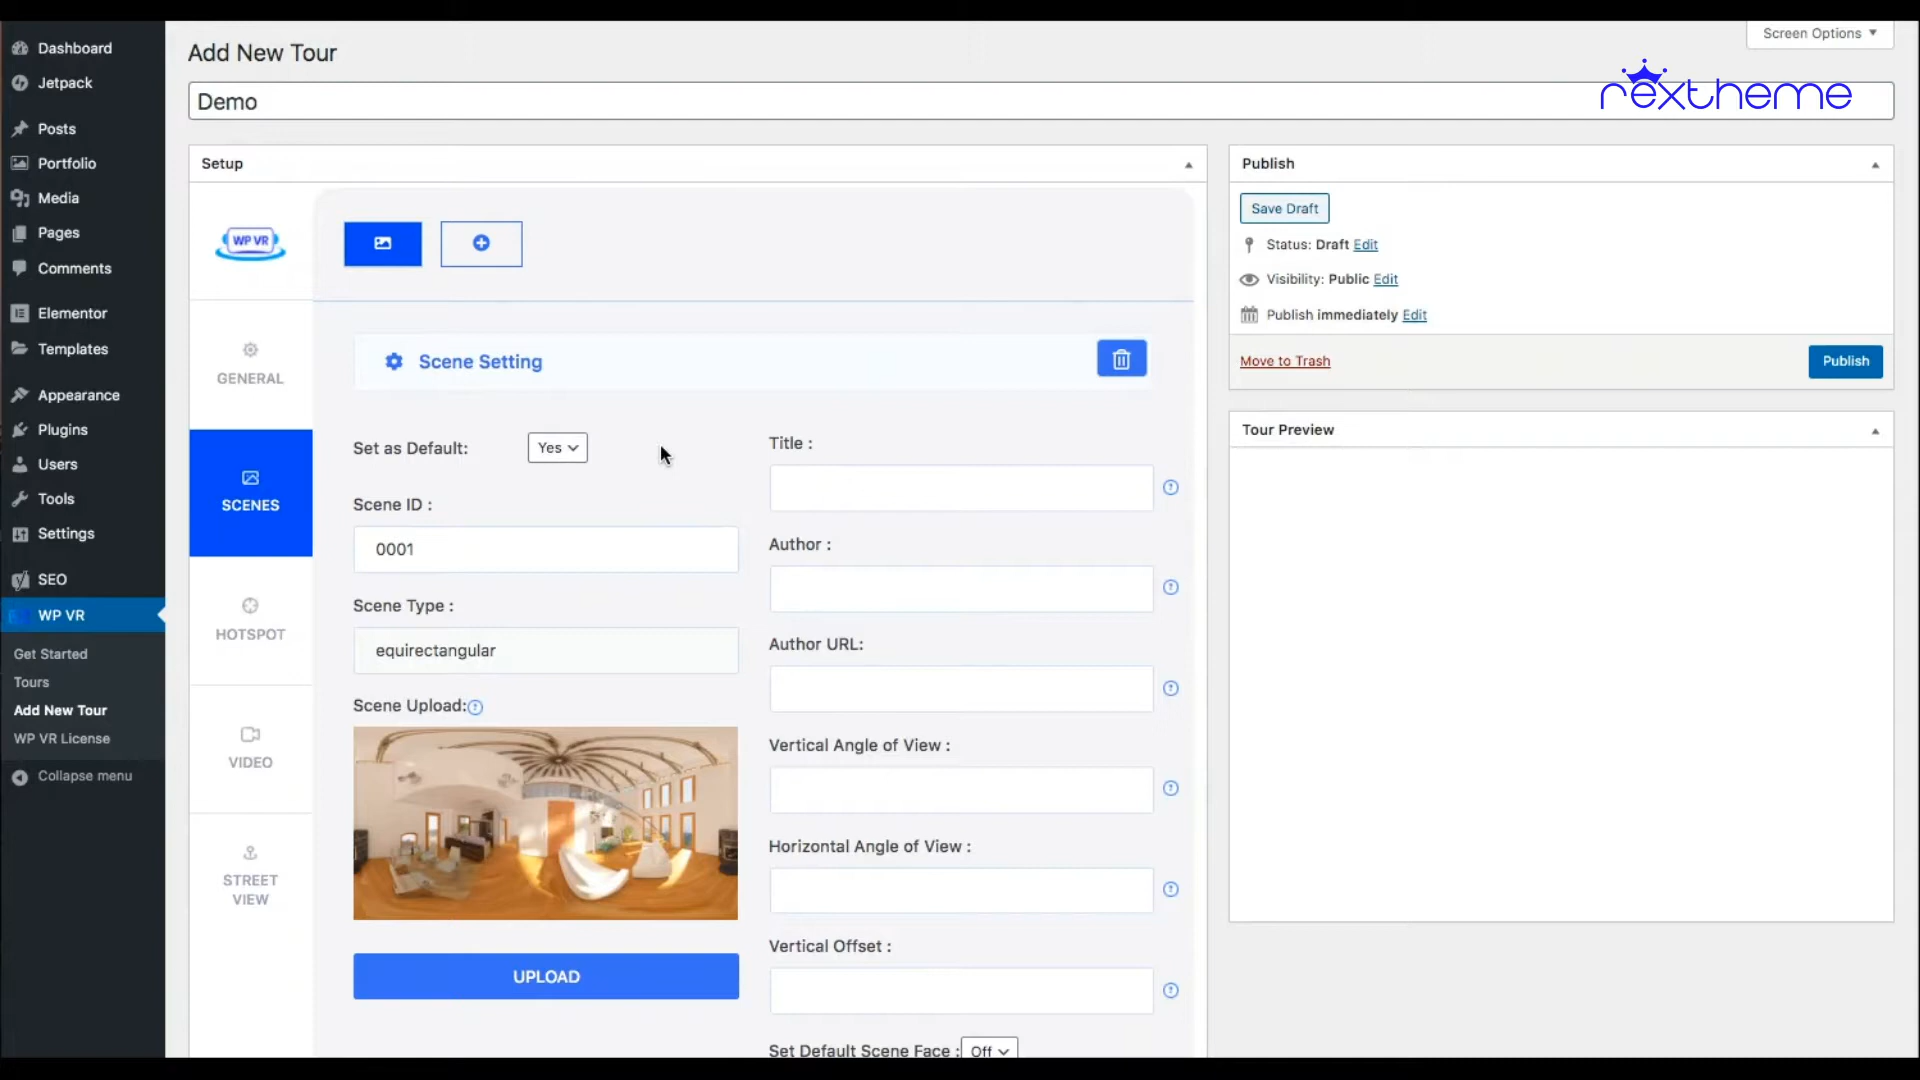 Dashboard
Jetpack
Posts
Portfolio
Media
Pages
Comments
Elementor
Templates
Appearance
Plugins
Users
Tools
Settings
SEO
WP VR
Get Started
Tours
Add New Tour
WP VR License
Collapse menu
Screen Options
Add New Tour
rextheme
Demo
Setup
WP VR
GENERAL
SCENES
HOTSPOT
VIDEO
STREET
VIEW
Scene Setting
Set as Default:
Yes
Scene ID :
0001
Scene Type :
equirectangular
Scene Upload:
UPLOAD
Title :
Author :
Author URL:
Vertical Angle of View :
Horizontal Angle of View :
Vertical Offset :
Set Default Scene Face :
Off
Publish
Save Draft
Status: Draft Edit
Visibility: Public Edit
Publish immediately Edit
Move to Trash
Publish
Tour Preview